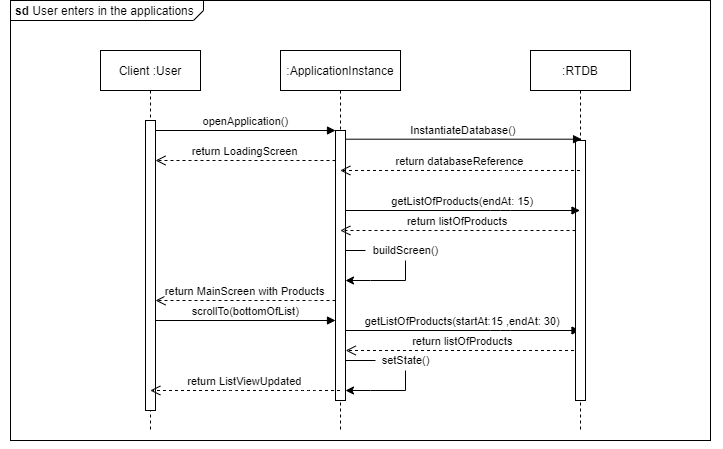 sd User enters in the applications
Client :User
:ApplicationInstance
:RTDB
openApplication()
InstantiateDatabase()
return LoadingScreen
return databaseReference
getListOfProducts(endAt: 15)
return listOfProducts
buildScreen()
return MainScreen with Products
scrollTo(bottomOfList)
getListOfProducts(startAt:15 ,endAt: 30)
return listOfProducts
setState()
return ListViewUpdated